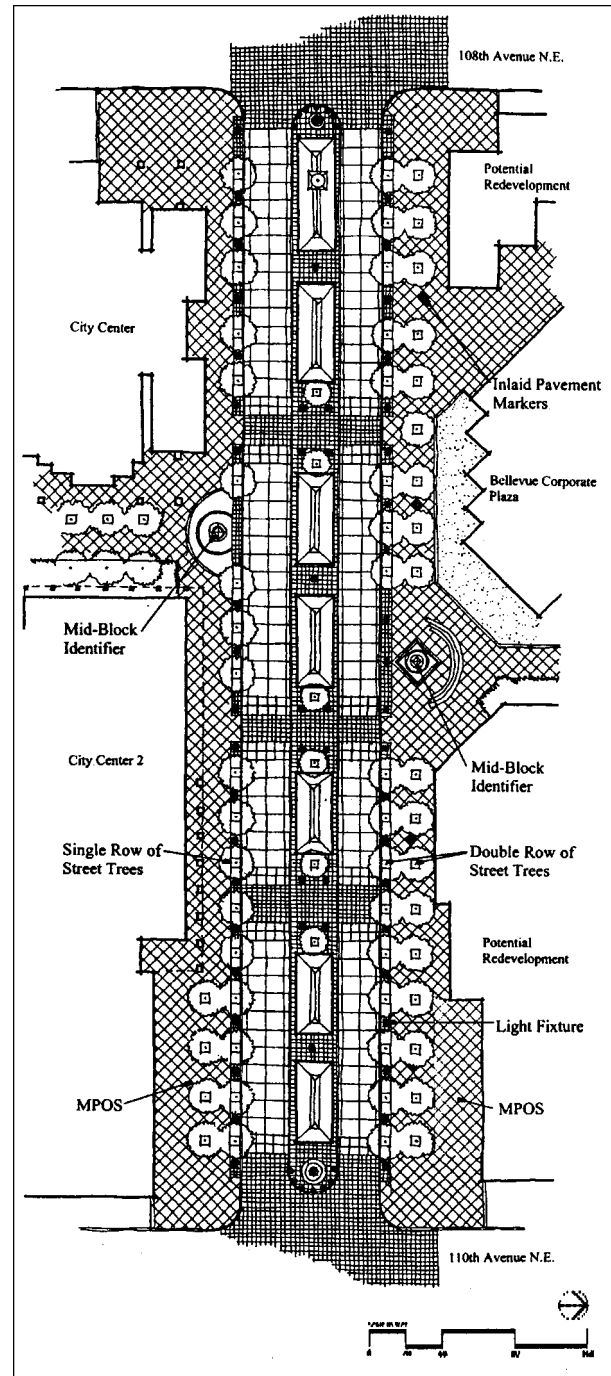 108th Avenue N.E.
Potential
Redevelopment
City Center
Inlaid Pavement
Markers
Bellevue Corporate
Plaza
Mid-Block
Identifier
Mid-Block
Identifier
City Center 2
Single Row of
Street Trees
Double Row of
Street Trees
Potential
Redevelopment
Light Fixture
MPOS
MPOS
110th Avenue N.E.